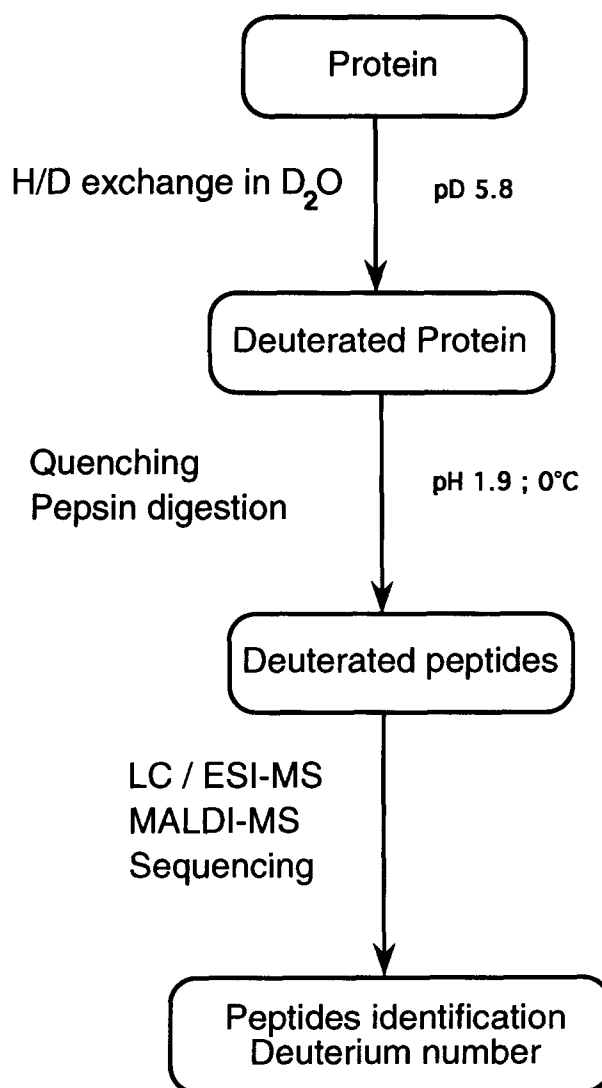 Protein
H/D exchange in D₂O
pD 5.8
Deuterated Protein
Quenching
Pepsin digestion
pH 1.9 ; 0°C
Deuterated peptides
LC / ESI-MS
MALDI-MS
Sequencing
Peptides identification
Deuterium number